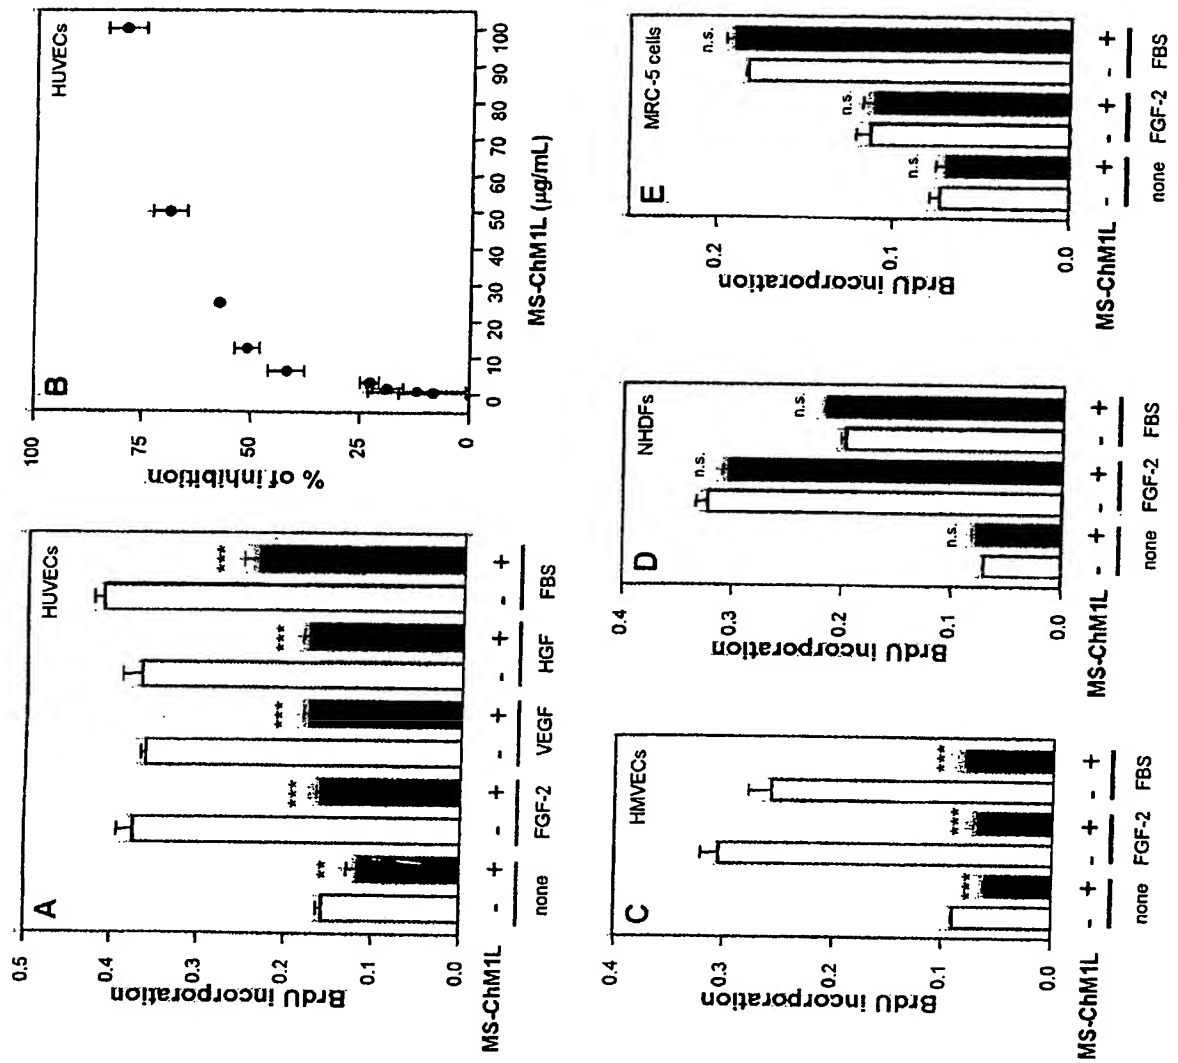 A
HUVECs
BrdU incorporation
0.5
0.4
0.3
0.2
0.1
0.0
** *** *** *** ***
MS-ChM1L - + - + - + - + - +
none FGF-2 VEGF HGF FBS
B
HUVECs
% of inhibition
100
75
50
25
0
0 10 20 30 40 50 60 70 80 90 100
MS-ChM1L (µg/mL)
C
HMVECs
BrdU incorporation
0.4
0.3
0.2
0.1
0.0
*** *** ***
MS-ChM1L - + - + - +
none FGF-2 FBS
D
NHDFs
BrdU incorporation
0.4
0.3
0.2
0.1
0.0
n.s. n.s. n.s.
MS-ChM1L - + - + - +
none FGF-2 FBS
E
MRC-5 cells
BrdU incorporation
0.2
0.1
0.0
n.s. n.s. n.s.
MS-ChM1L - + - + - +
none FGF-2 FBS